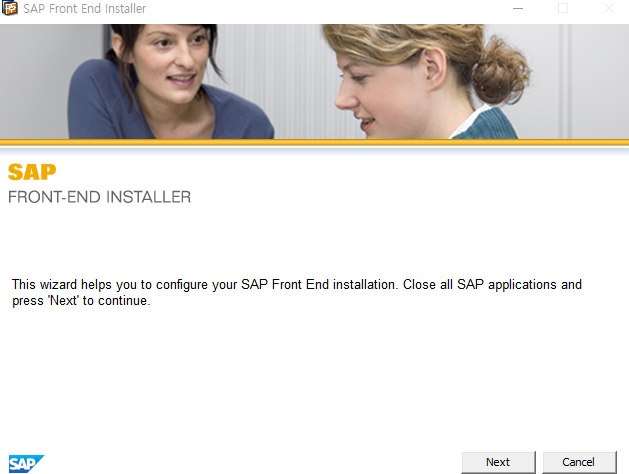 SAP Front End Installer
SAP
FRONT-END INSTALLER
This wizard helps you to configure your SAP Front End installation. Close all SAP applications and
press 'Next' to continue.
SAP
Next
Cancel